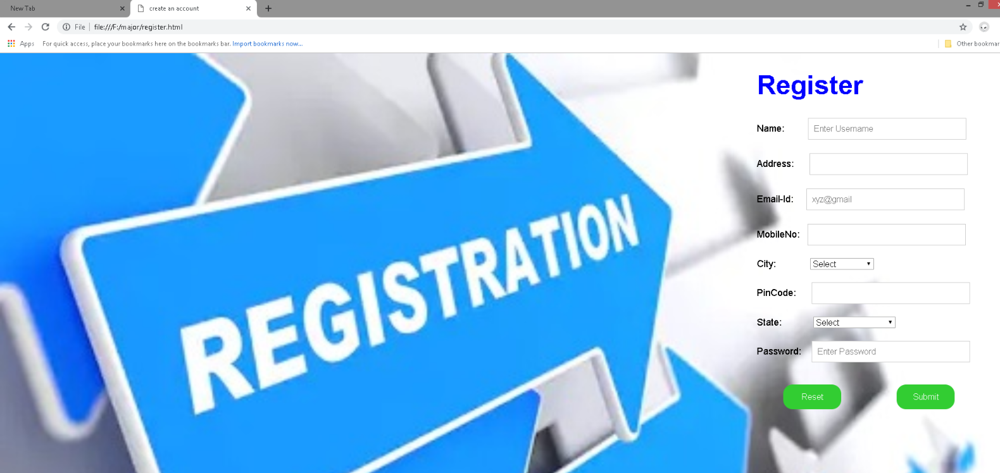 New Tab
create an account
File
file:///F:/major/register.html
Apps
For quick access, place your bookmarks here on the bookmarks bar. Import bookmarks now...
Other bookmar
Register
Name:
Enter Username
Address:
Email-Id:
xyz@gmail
MobileNo:
City:
Select
PinCode:
State:
Select
Password:
Enter Password
Reset
Submit
REGISTRATION